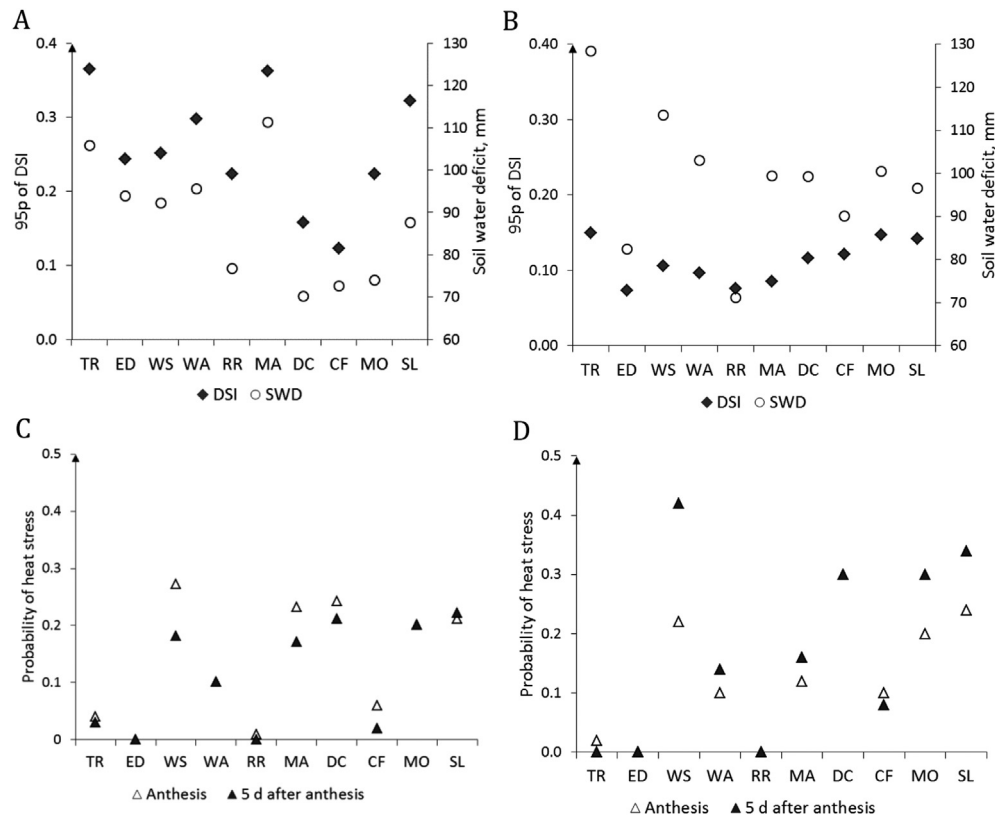 A
95p of DSI
0.4
0.3
0.2
0.1
0.0
130
120
110
100
90
80
70
60
Soil water deficit, mm
TR ED WS WA RR MA DC CF MO SL
DSI SWD
B
95p of DSI
0.40
0.30
0.20
0.10
0.00
130
120
110
100
90
80
70
60
Soil water deficit, mm
TR ED WS WA RR MA DC CF MO SL
DSI SWD
C
Probability of heat stress
0.5
0.4
0.3
0.2
0.1
0
TR ED WS WA RR MA DC CF MO SL
Anthesis 5 d after anthesis
D
Probability of heat stress
0.5
0.4
0.3
0.2
0.1
0.0
TR ED WS WA RR MA DC CF MO SL
Anthesis 5 d after anthesis